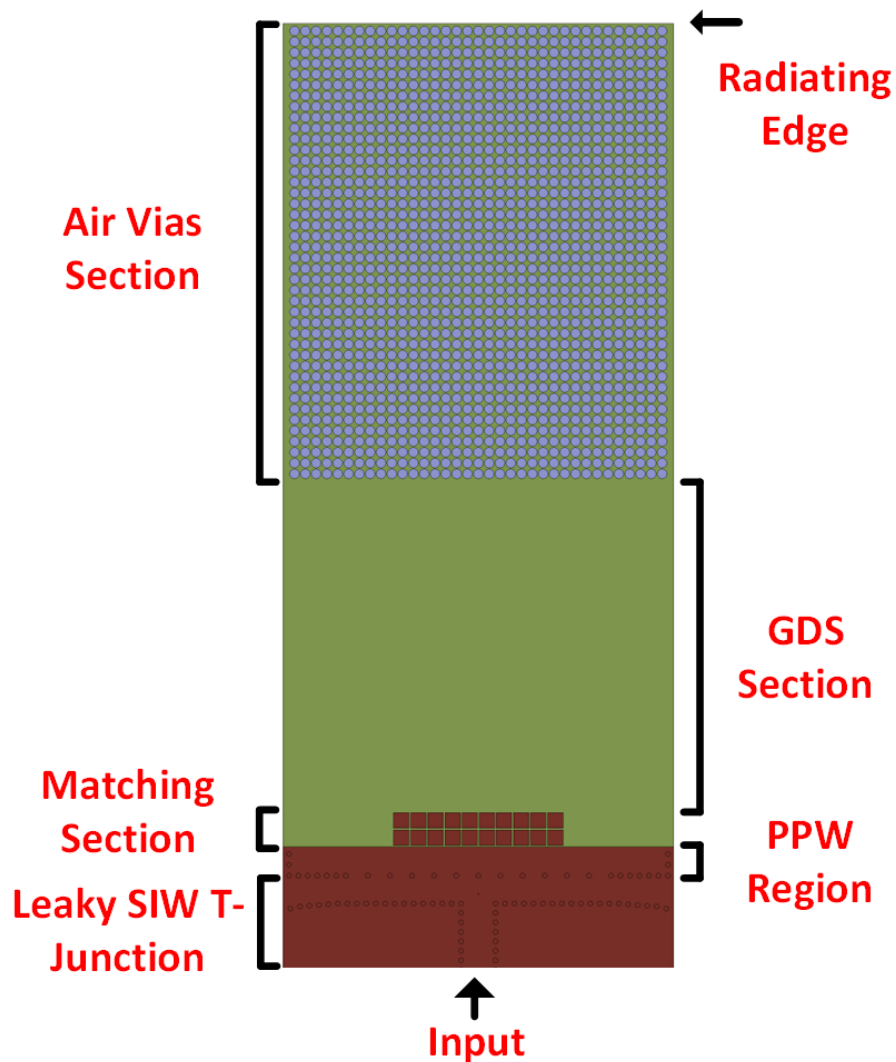 Radiating
Edge
Air Vias
Section
GDS
Section
Matching
Section
PPW
Region
Leaky SIW T-
Junction
Input